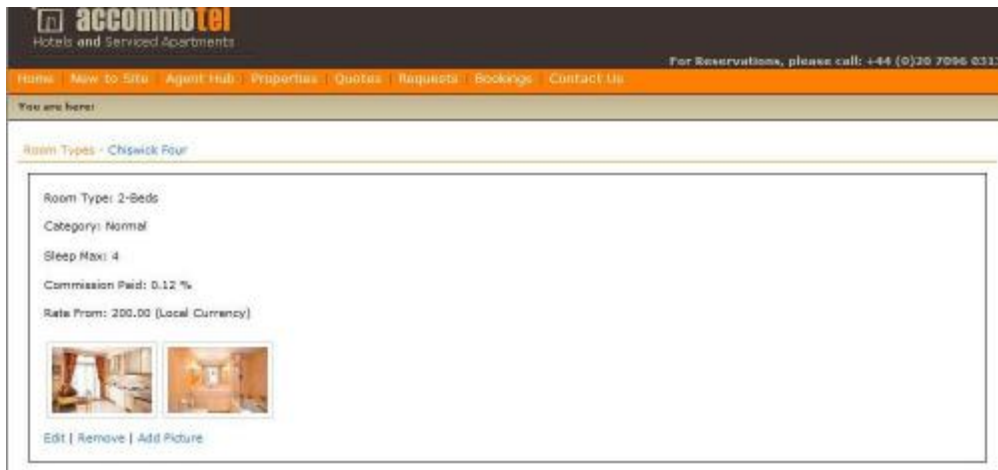 accommotel
Hotels and Serviced Apartments
For Reservations, please call: +44 (0)20 7096 031
Home | New to Site | Agent Hub | Properties | Quotes | Requests | Bookings | Contact Us
You are here:
Room Types - Chiswick Four
Room Type: 2-Beds
Category: Normal
Sleep Max: 4
Commission Paid: 0.12 %
Rate From: 200.00 (Local Currency)
Edit | Remove | Add Picture